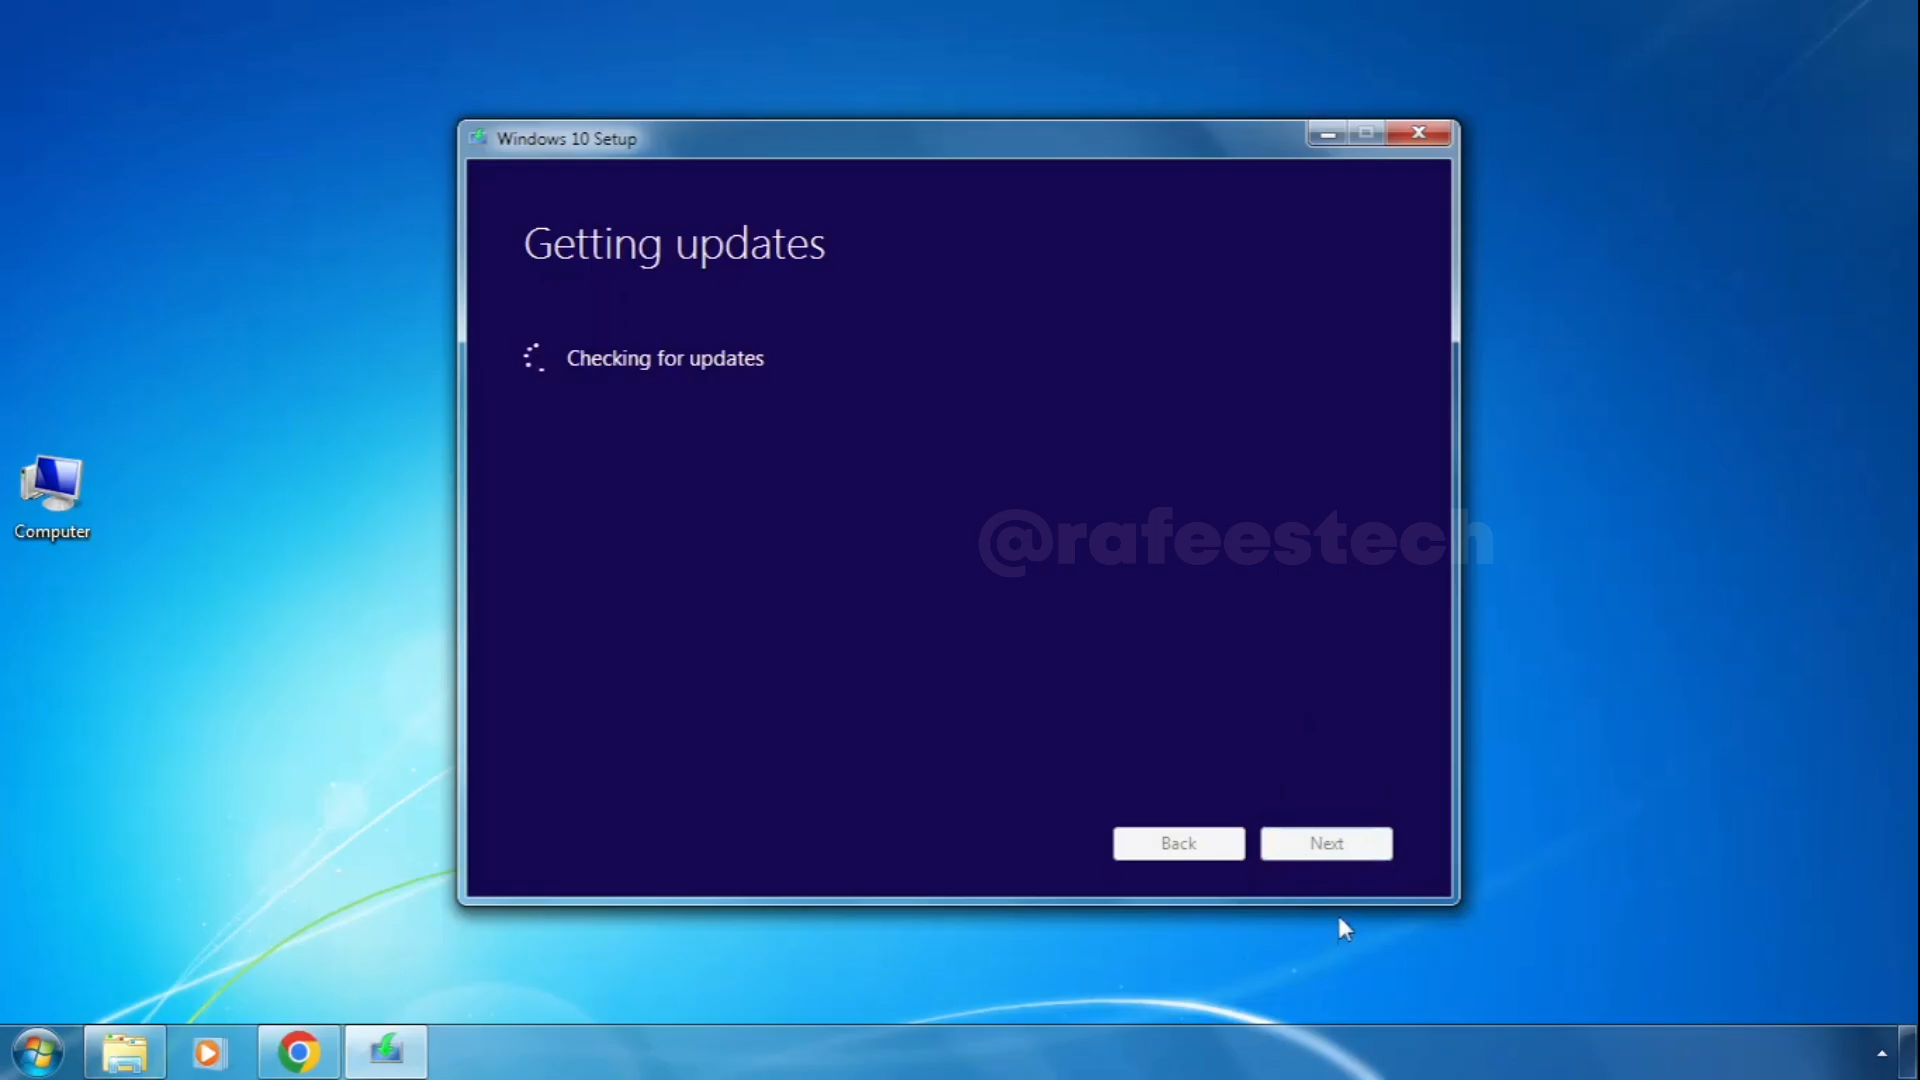 Windows 10 Setup
Getting updates
Checking for updates
@rafeestech
Computer
Back
Next